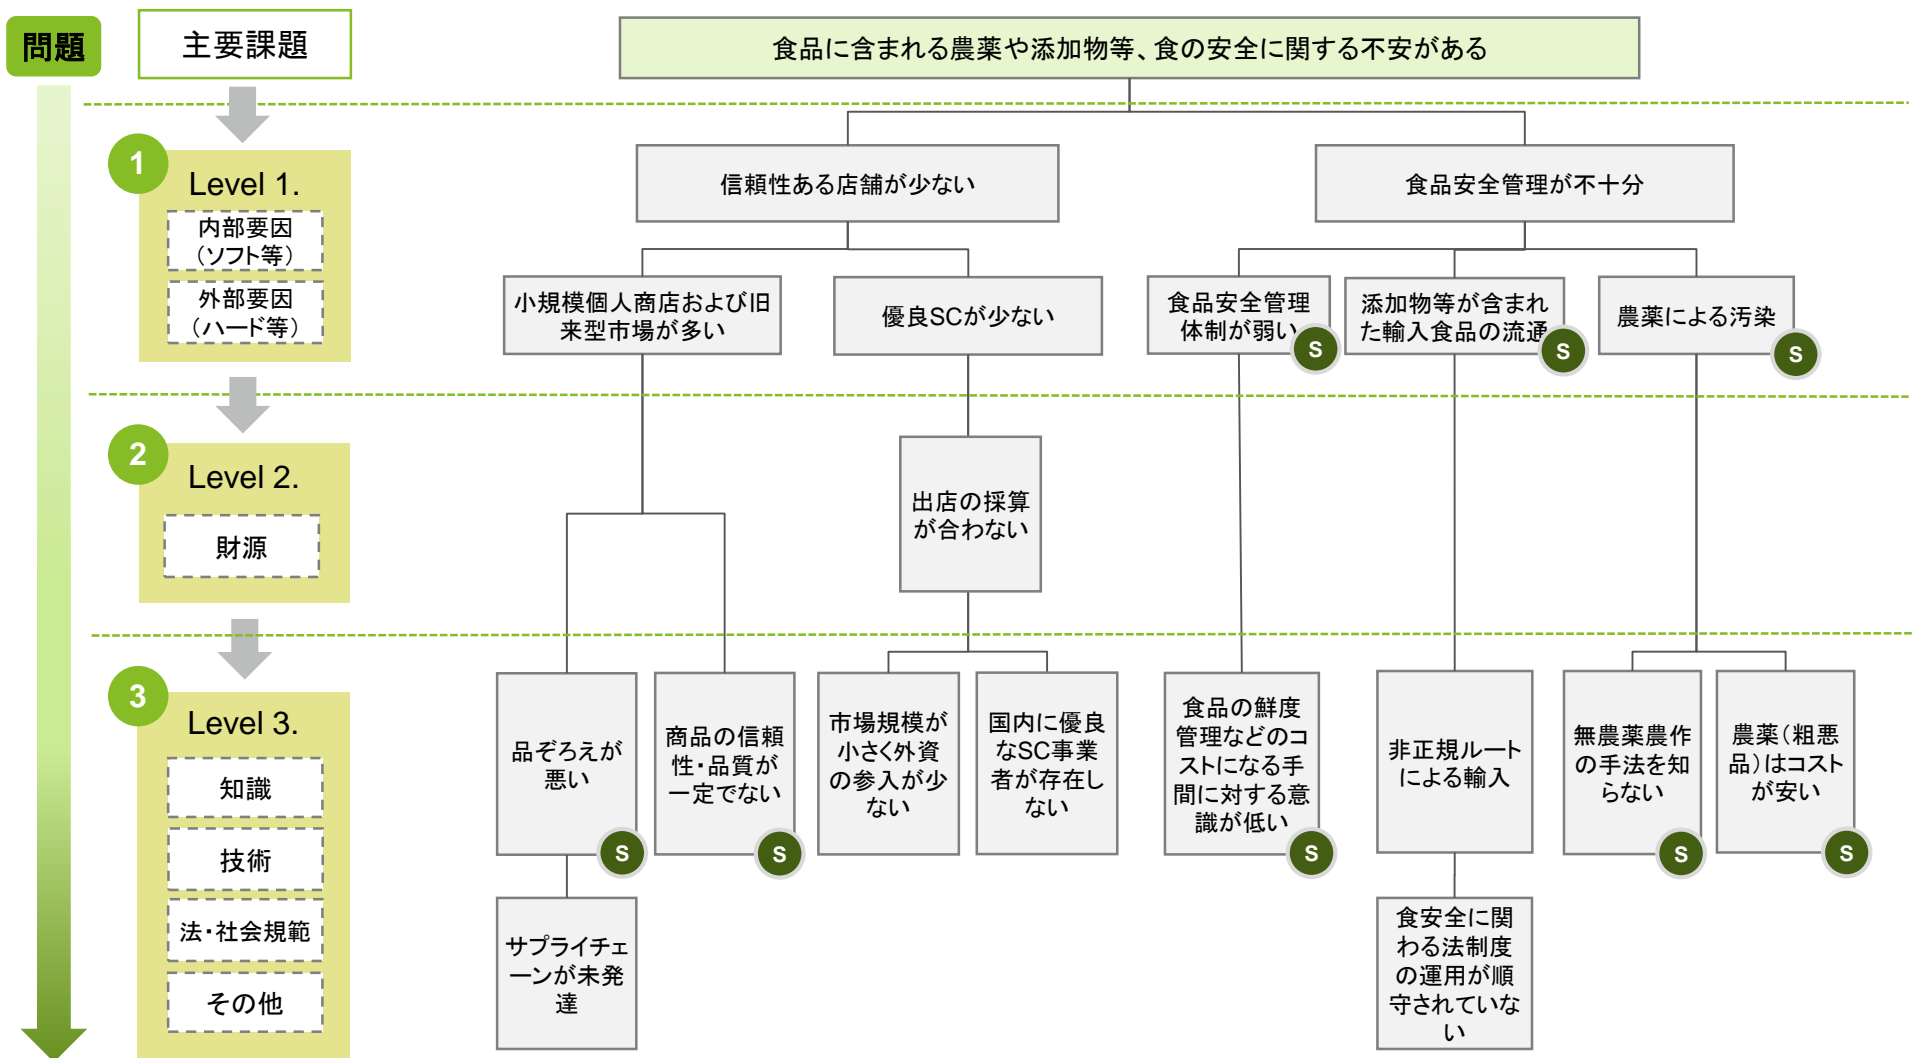 問題
主要課題
食品に含まれる農薬や添加物等、食の安全に関する不安がある
1
Level 1.
内部要因
（ソフト等）
外部要因
（ハード等）
信頼性ある店舗が少ない
食品安全管理が不十分
小規模個人商店および旧
来型市場が多い
優良SCが少ない
食品安全管理
体制が弱い
S
添加物等が含まれ
た輸入食品の流通
S
農薬による汚染
S
2
Level 2.
財源
出店の採算
が合わない
3
Level 3.
知識
技術
法・社会規範
その他
品ぞろえが
悪い
S
商品の信頼
性・品質が
一定でない
S
市場規模が
小さく外資
の参入が少
ない
国内に優良
なSC事業
者が存在し
ない
食品の鮮度
管理などのコ
ストになる手
間に対する意
識が低い
S
非正規ルート
による輸入
無農薬農作
の手法を知
らない
S
農薬（粗悪
品）はコスト
が安い
S
サプライチェ
ーンが未発
達
食安全に関
わる法制度
の運用が順
守されていな
い